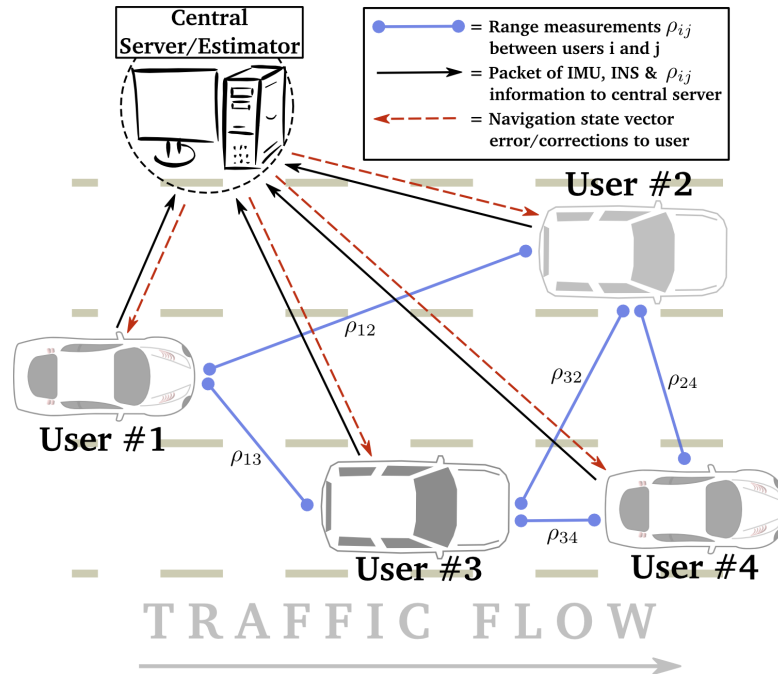 Central
Server/Estimator
= Range measurements ρij
between users i and j
= Packet of IMU, INS & ρij
information to central server
= Navigation state vector
error/corrections to user
User #2
ρ12
ρ32
ρ24
User #1
ρ13
ρ34
User #3
User #4
TRAFFIC FLOW